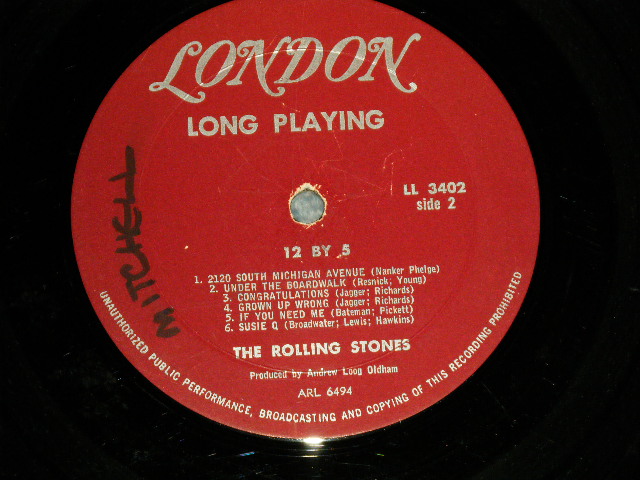 LONDON
LONG PLAYING
LL 3402
side 2
12 BY 5
1. 2120 SOUTH MICHIGAN AVENUE (Nanker Phelge)
2. UNDER THE BOARDWALK (Resnick; Young)
3. CONGRATULATIONS (Jagger; Richards)
4. GROWN UP WRONG (Jagger; Richards)
5. IF YOU NEED ME (Bateman; Pickett)
6. SUSIE Q (Broadwater; Lewis; Hawkins)
THE ROLLING STONES
Produced by Andrew Loog Oldham
ARL 6494
UNAUTHORIZED PUBLIC PERFORMANCE, BROADCASTING AND COPYING OF THIS RECORDING PROHIBITED
MITCHELL